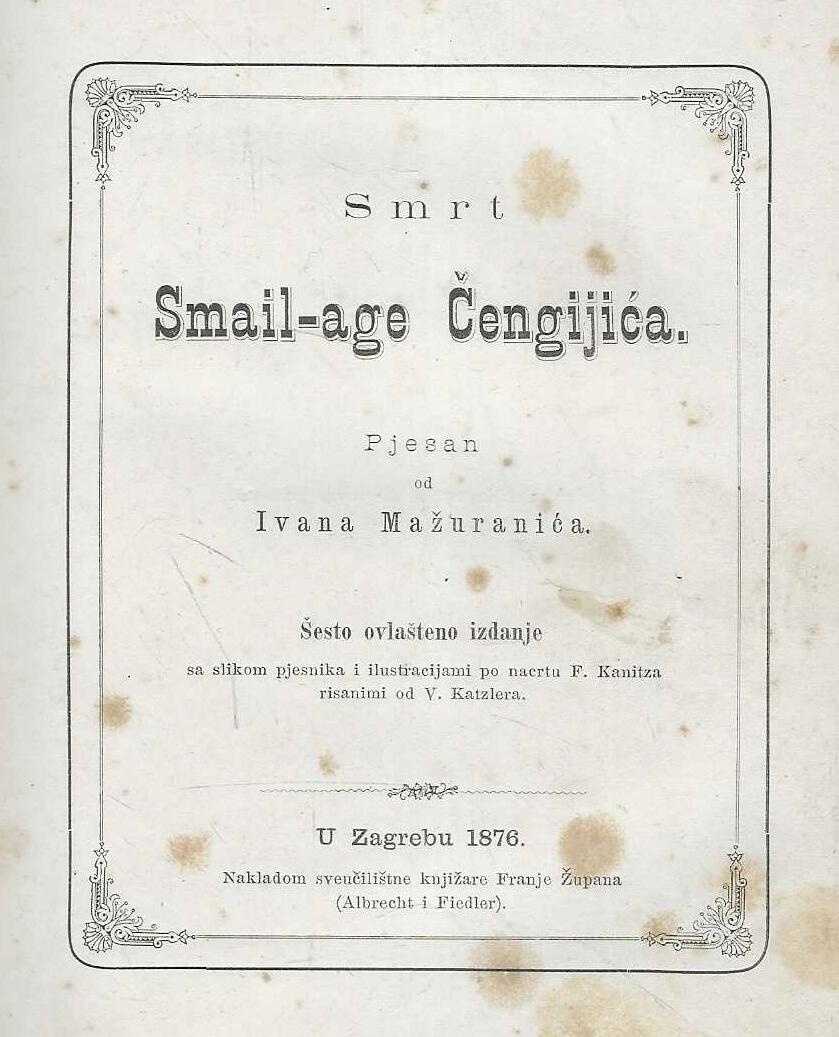 Smrt
Smail-age Čengijića.
Pjesan
od
Ivana Mažuranića.
Šesto ovlašteno izdanje
sa slikom pjesnika i ilustracijami po nacrtu F. Kanitza
risanimi od V. Katzlera.
U Zagrebu 1876.
Nakladom sveučilištne knjižare Franje Župana
(Albrecht i Fiedler).